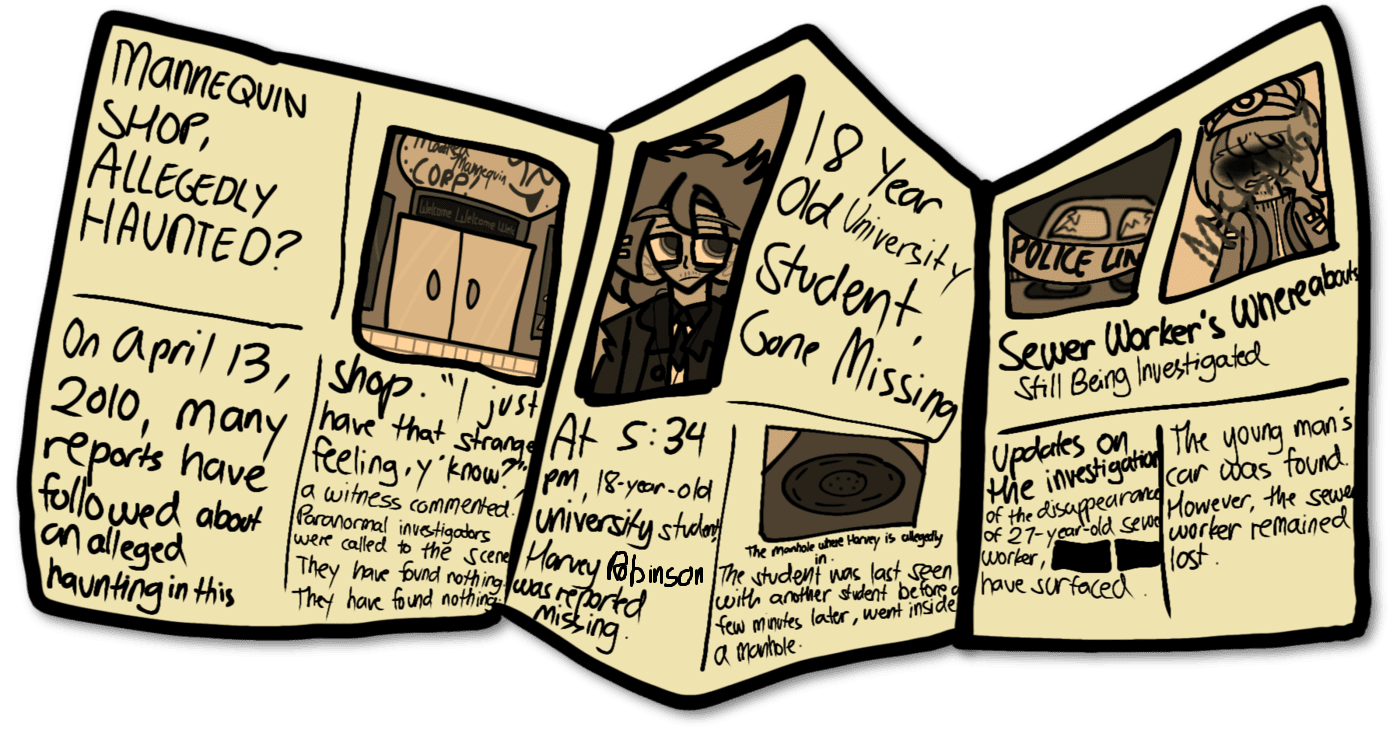 MANNEQUIN
SHOP,
ALLEGEDLY
HAUNTED?
On April 13,
2010, many
reports have
followed about
an alleged
haunting in this
Mannequin
CORP
Welcome Welcome Welc
shop. "I just
have that strange
feeling, y'know?",
a witness commented.
Paranormal investigators
were called to the scene
They have found nothing.
They have found nothing.
18 Year
Old University
Student,
Gone Missing
At 5:34
pm, 18-year-old
university student
Harvey Robinson
was reported
missing.
The manhole where Harvey is allegedly
in.
The student was last seen
with another student before a
few minutes later, went inside
a manhole.
POLICE LIN
Sewer Worker's Whereabouts
Still Being Investigated
Updates on
the investigation
of the disappearance
of 27-year-old sewe
worker,
have surfaced.
The young man's
car was found.
However, the sewer
worker remained
lost.